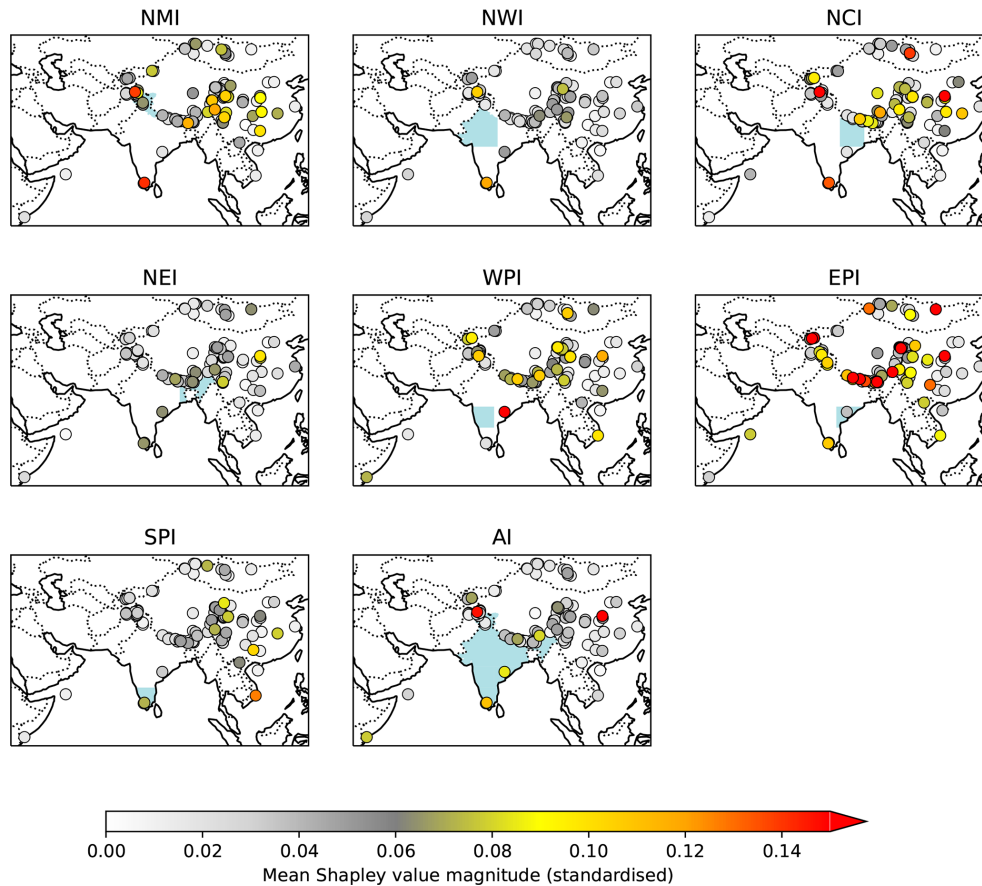 NMI NWI NCI
NEI WPI EPI
SPI AI
0.00 0.02 0.04 0.06 0.08 0.10 0.12 0.14
Mean Shapley value magnitude (standardised)